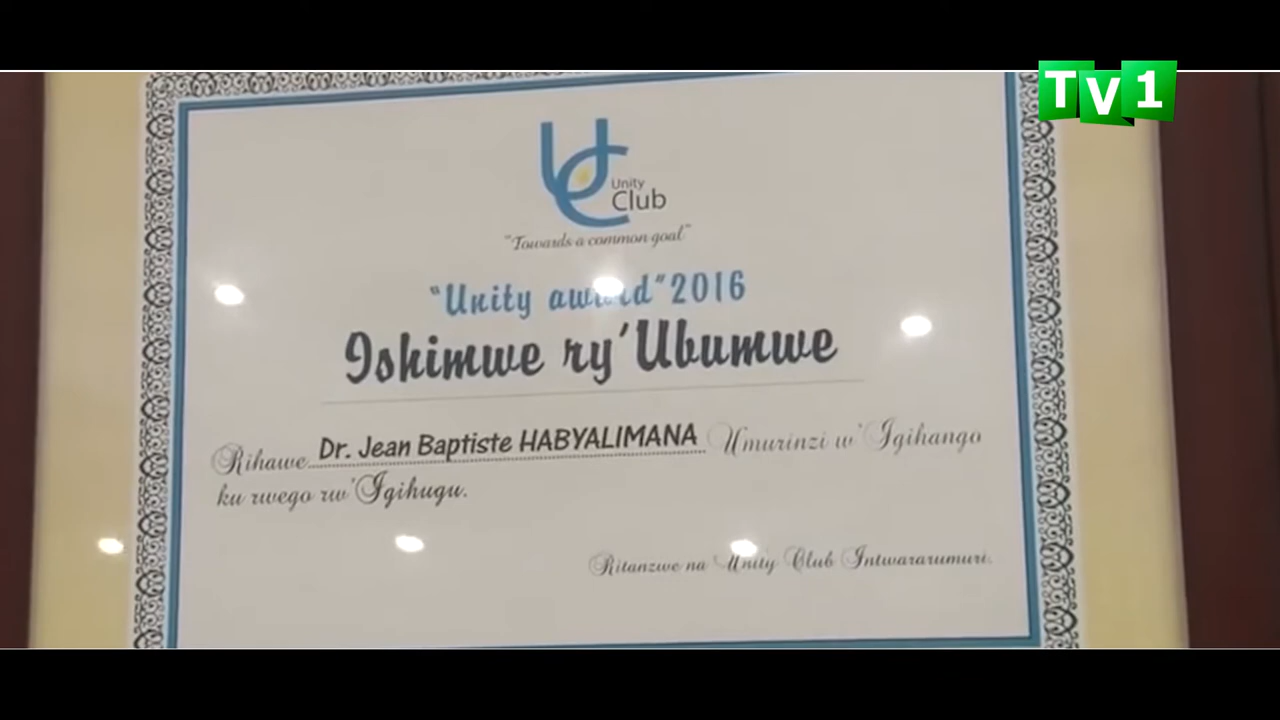 TV1
UC Unity
Club
"Towards a common goal"
"Unity award" 2016
Ishimwe ry'Ubumwe
Rihawe Dr. Jean Baptiste HABYALIMANA Umurinzi w'Igihango
ku rwego rw'Igihugu.
Ritanzwe na Unity Club Intwararumuri.